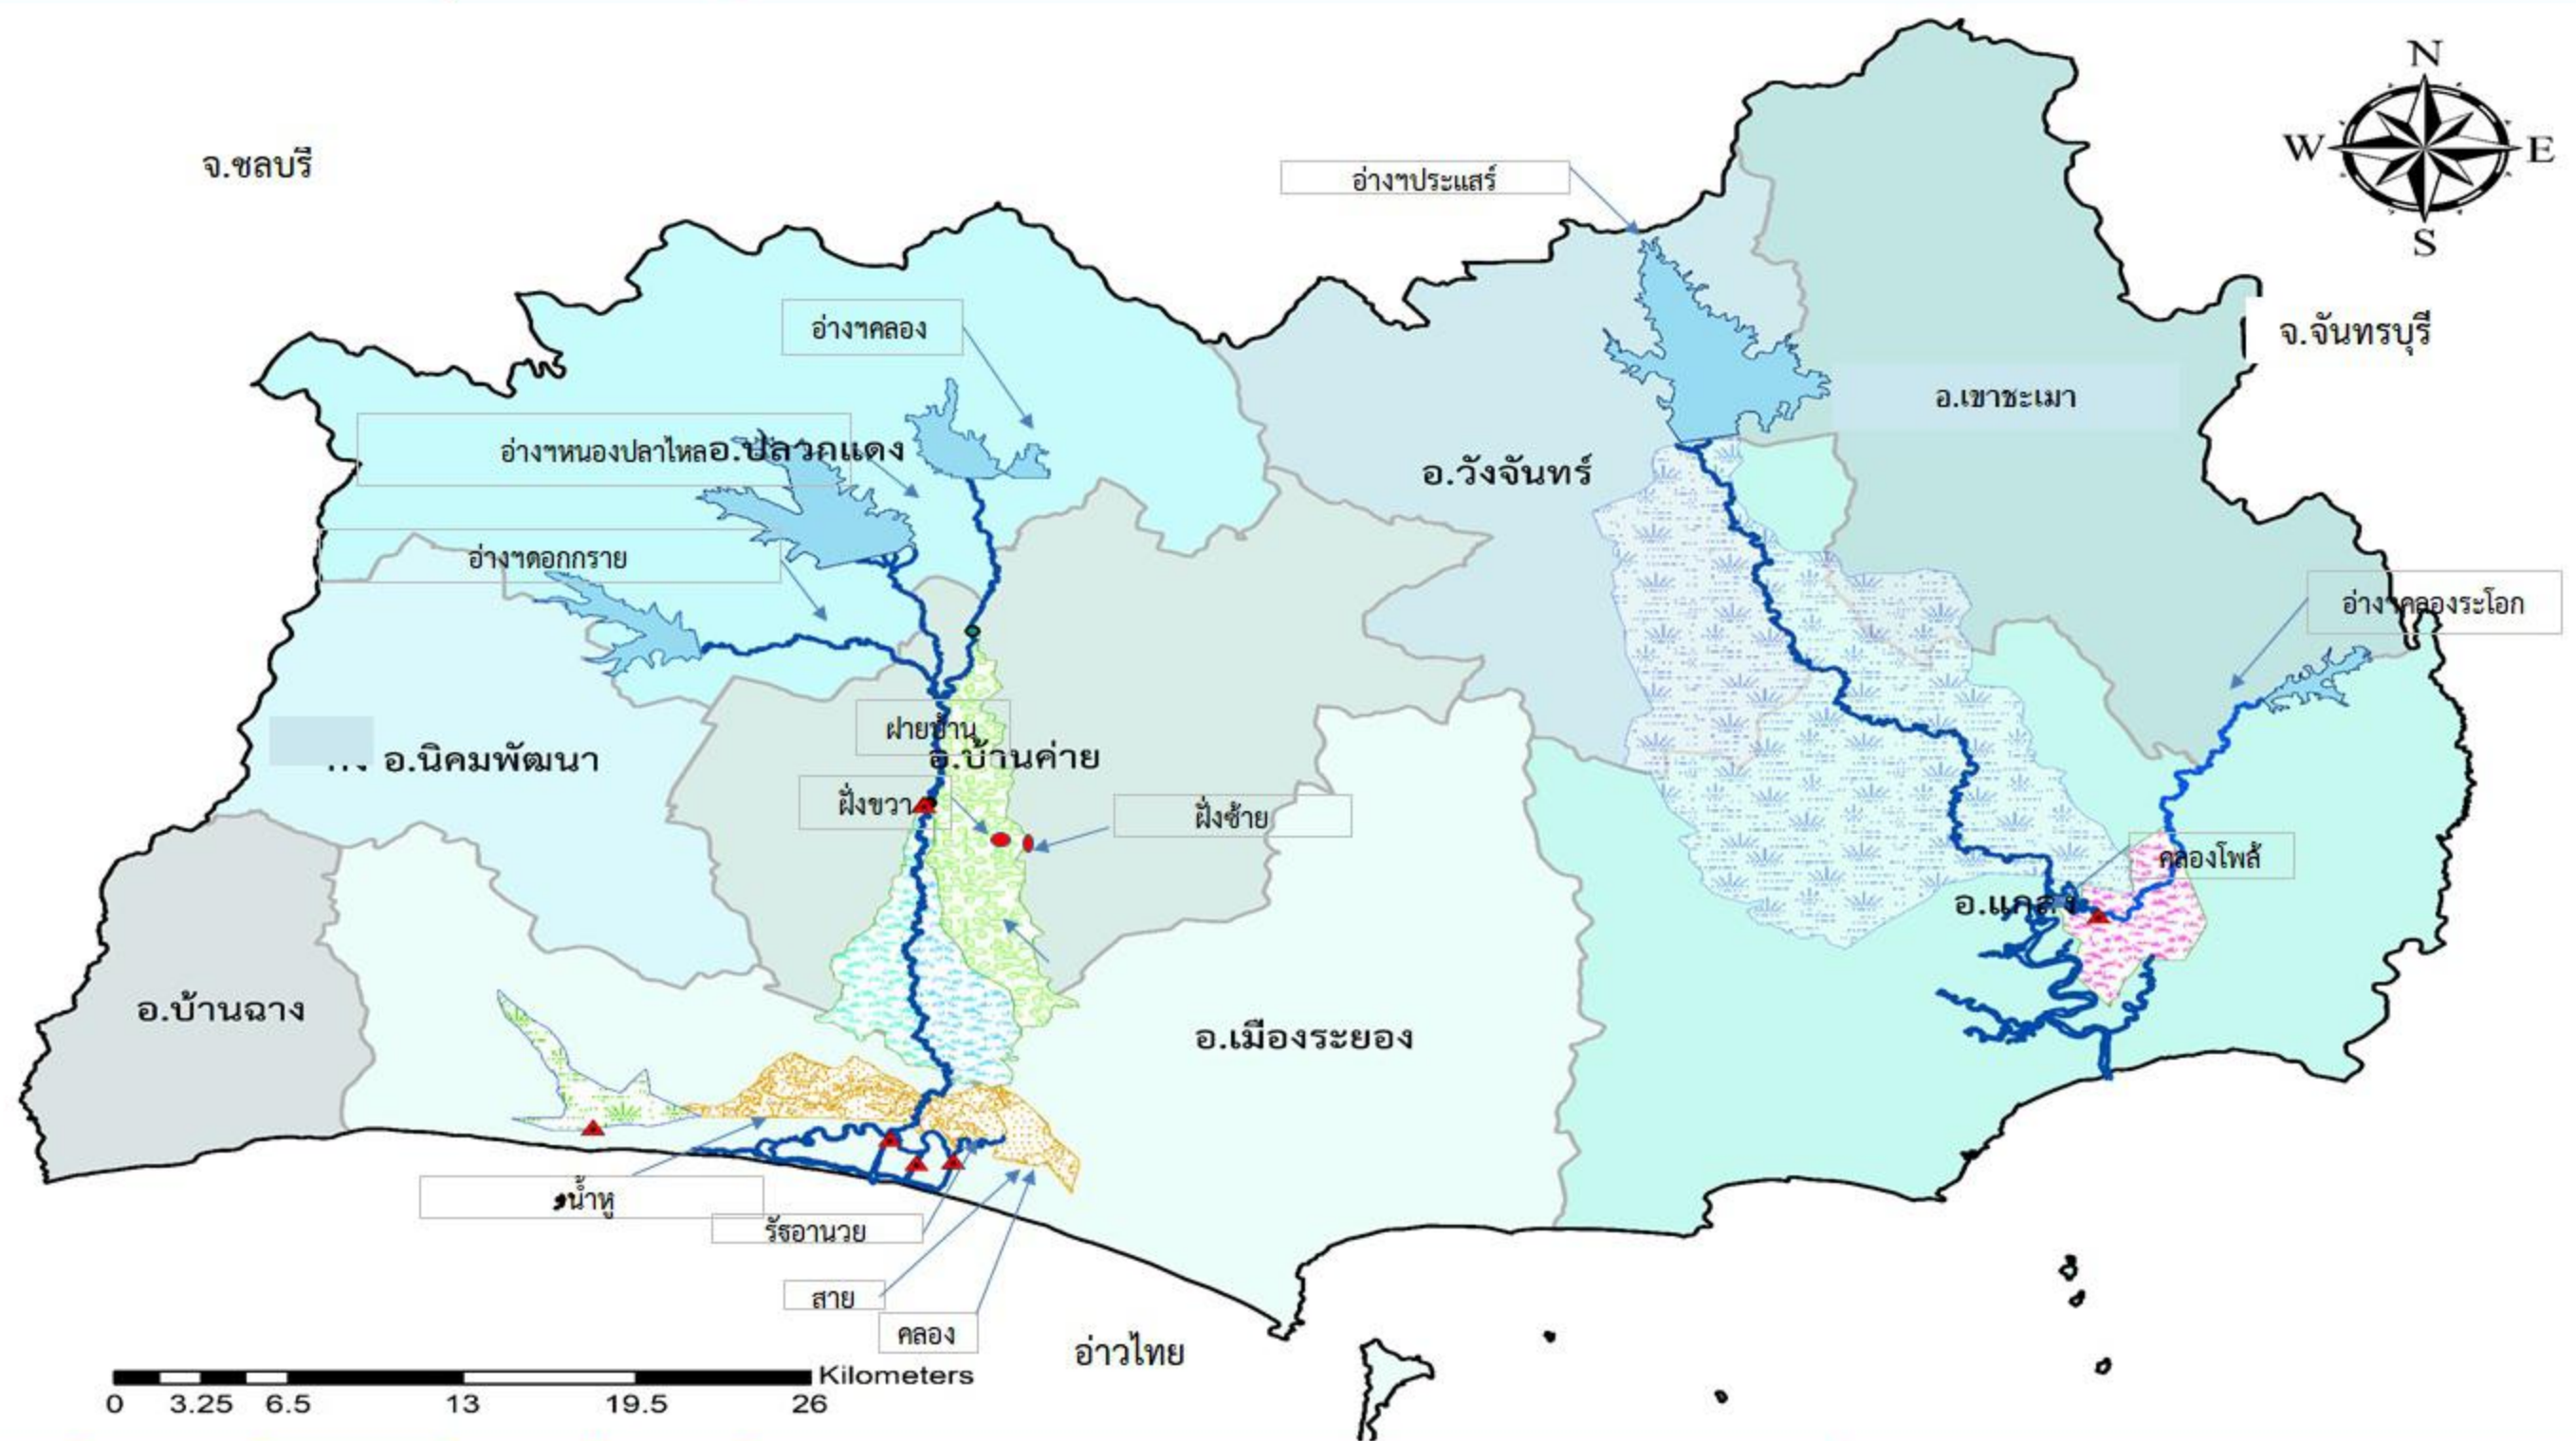 N
จ.ชลบุรี
W
E
อ่างฯประแสร์
S
อ่างฯคลอง
จ.จันทรบุรี
อ.เขาชะเมา
อ่างฯหนองปลาไหล
อ.ปลวกแดง
อ.วังจันทร์
อ่างฯดอกกราย
อ่างฯคลองระโอก
ฝายบ้าน
อ.นิคมพัฒนา
อ.บ้านค่าย
ฝั่งขวา
ฝั่งซ้าย
คลองโพล้
อ.แกลง
อ.บ้านฉาง
อ.เมืองระยอง
น้ำหู
รัฐอานวย
สาย
คลอง
อ่าวไทย
Kilometers
0 3.25 6.5 13 19.5 26